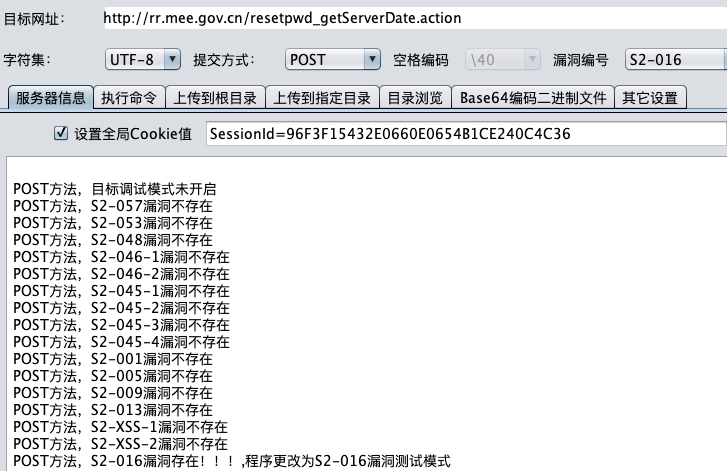 目标网址： http://rr.mee.gov.cn/resetpwd_getServerDate.action
字符集： UTF-8 提交方式： POST 空格编码 \40 漏洞编号 S2-016
服务器信息 执行命令 上传到根目录 上传到指定目录 目录浏览 Base64编码二进制文件 其它设置
设置全局Cookie值 SessionId=96F3F15432E0660E0654B1CE240C4C36
POST方法，目标调试模式未开启
POST方法，S2-057漏洞不存在
POST方法，S2-053漏洞不存在
POST方法，S2-048漏洞不存在
POST方法，S2-046-1漏洞不存在
POST方法，S2-046-2漏洞不存在
POST方法，S2-045-1漏洞不存在
POST方法，S2-045-2漏洞不存在
POST方法，S2-045-3漏洞不存在
POST方法，S2-045-4漏洞不存在
POST方法，S2-001漏洞不存在
POST方法，S2-005漏洞不存在
POST方法，S2-009漏洞不存在
POST方法，S2-013漏洞不存在
POST方法，S2-XSS-1漏洞不存在
POST方法，S2-XSS-2漏洞不存在
POST方法，S2-016漏洞存在！！！,程序更改为S2-016漏洞测试模式